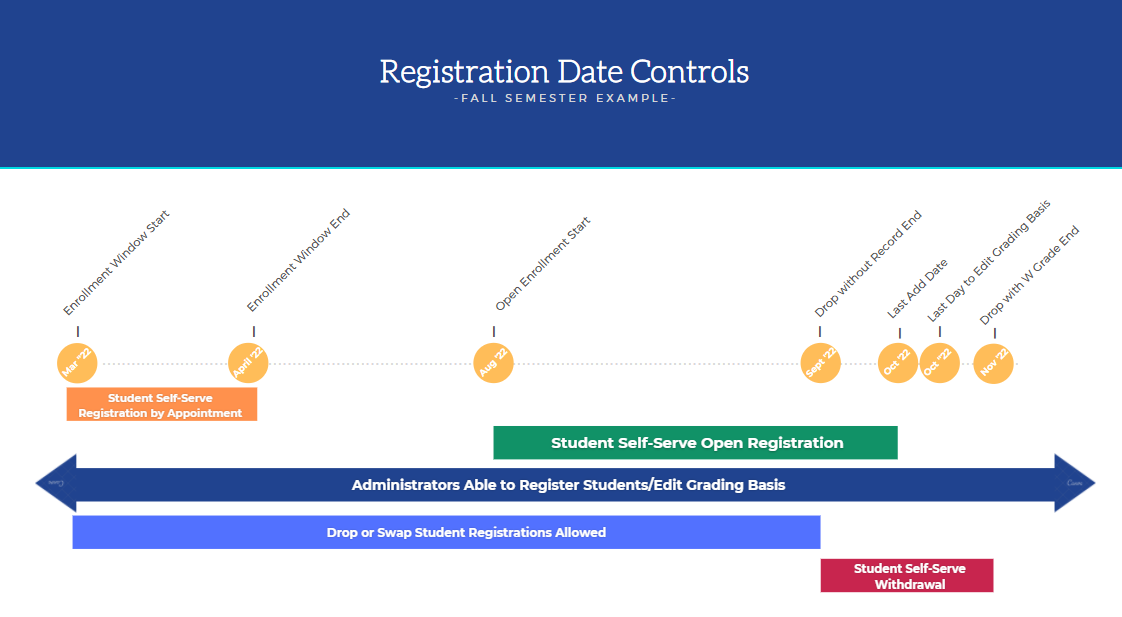 Registration Date Controls
-FALL SEMESTER EXAMPLE-
Enrollment Window Start
Enrollment Window End
Open Enrollment Start
Drop without Record End
Last Add Date
Last Day to Edit Grading Basis
Drop with W Grade End
Mar "22
April '22
Aug '22
Sept '22
Oct '22
Oct '22
Nov '22
Student Self-Serve
Registration by Appointment
Student Self-Serve Open Registration
Administrators Able to Register Students/Edit Grading Basis
Drop or Swap Student Registrations Allowed
Student Self-Serve
Withdrawal